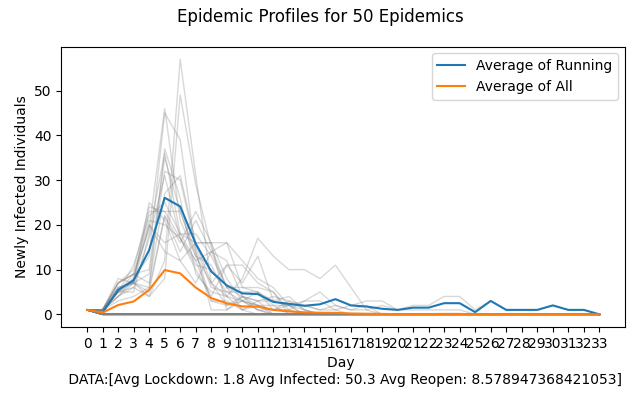 Epidemic Profiles for 50 Epidemics
Average of Running
Average of All
Newly Infected Individuals
50
40
30
20
10
0
0 1 2 3 4 5 6 7 8 9 10 11 12 13 14 15 16 17 18 19 20 21 22 23 24 25 26 27 28 29 30 31 32 33
Day
DATA:[Avg Lockdown: 1.8 Avg Infected: 50.3 Avg Reopen: 8.578947368421053]